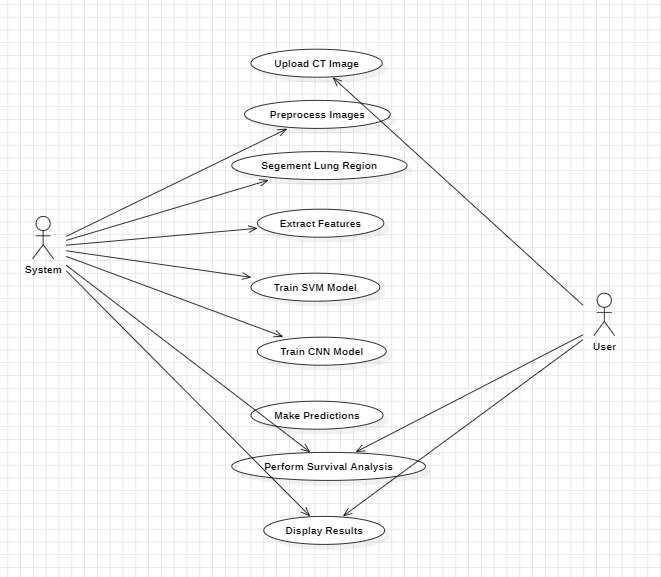 Upload CT Image
Preprocess Images
Segement Lung Region
Extract Features
System
Train SVM Model
User
Train CNN Model
Make Predictions
Perform Survival Analysis
Display Results